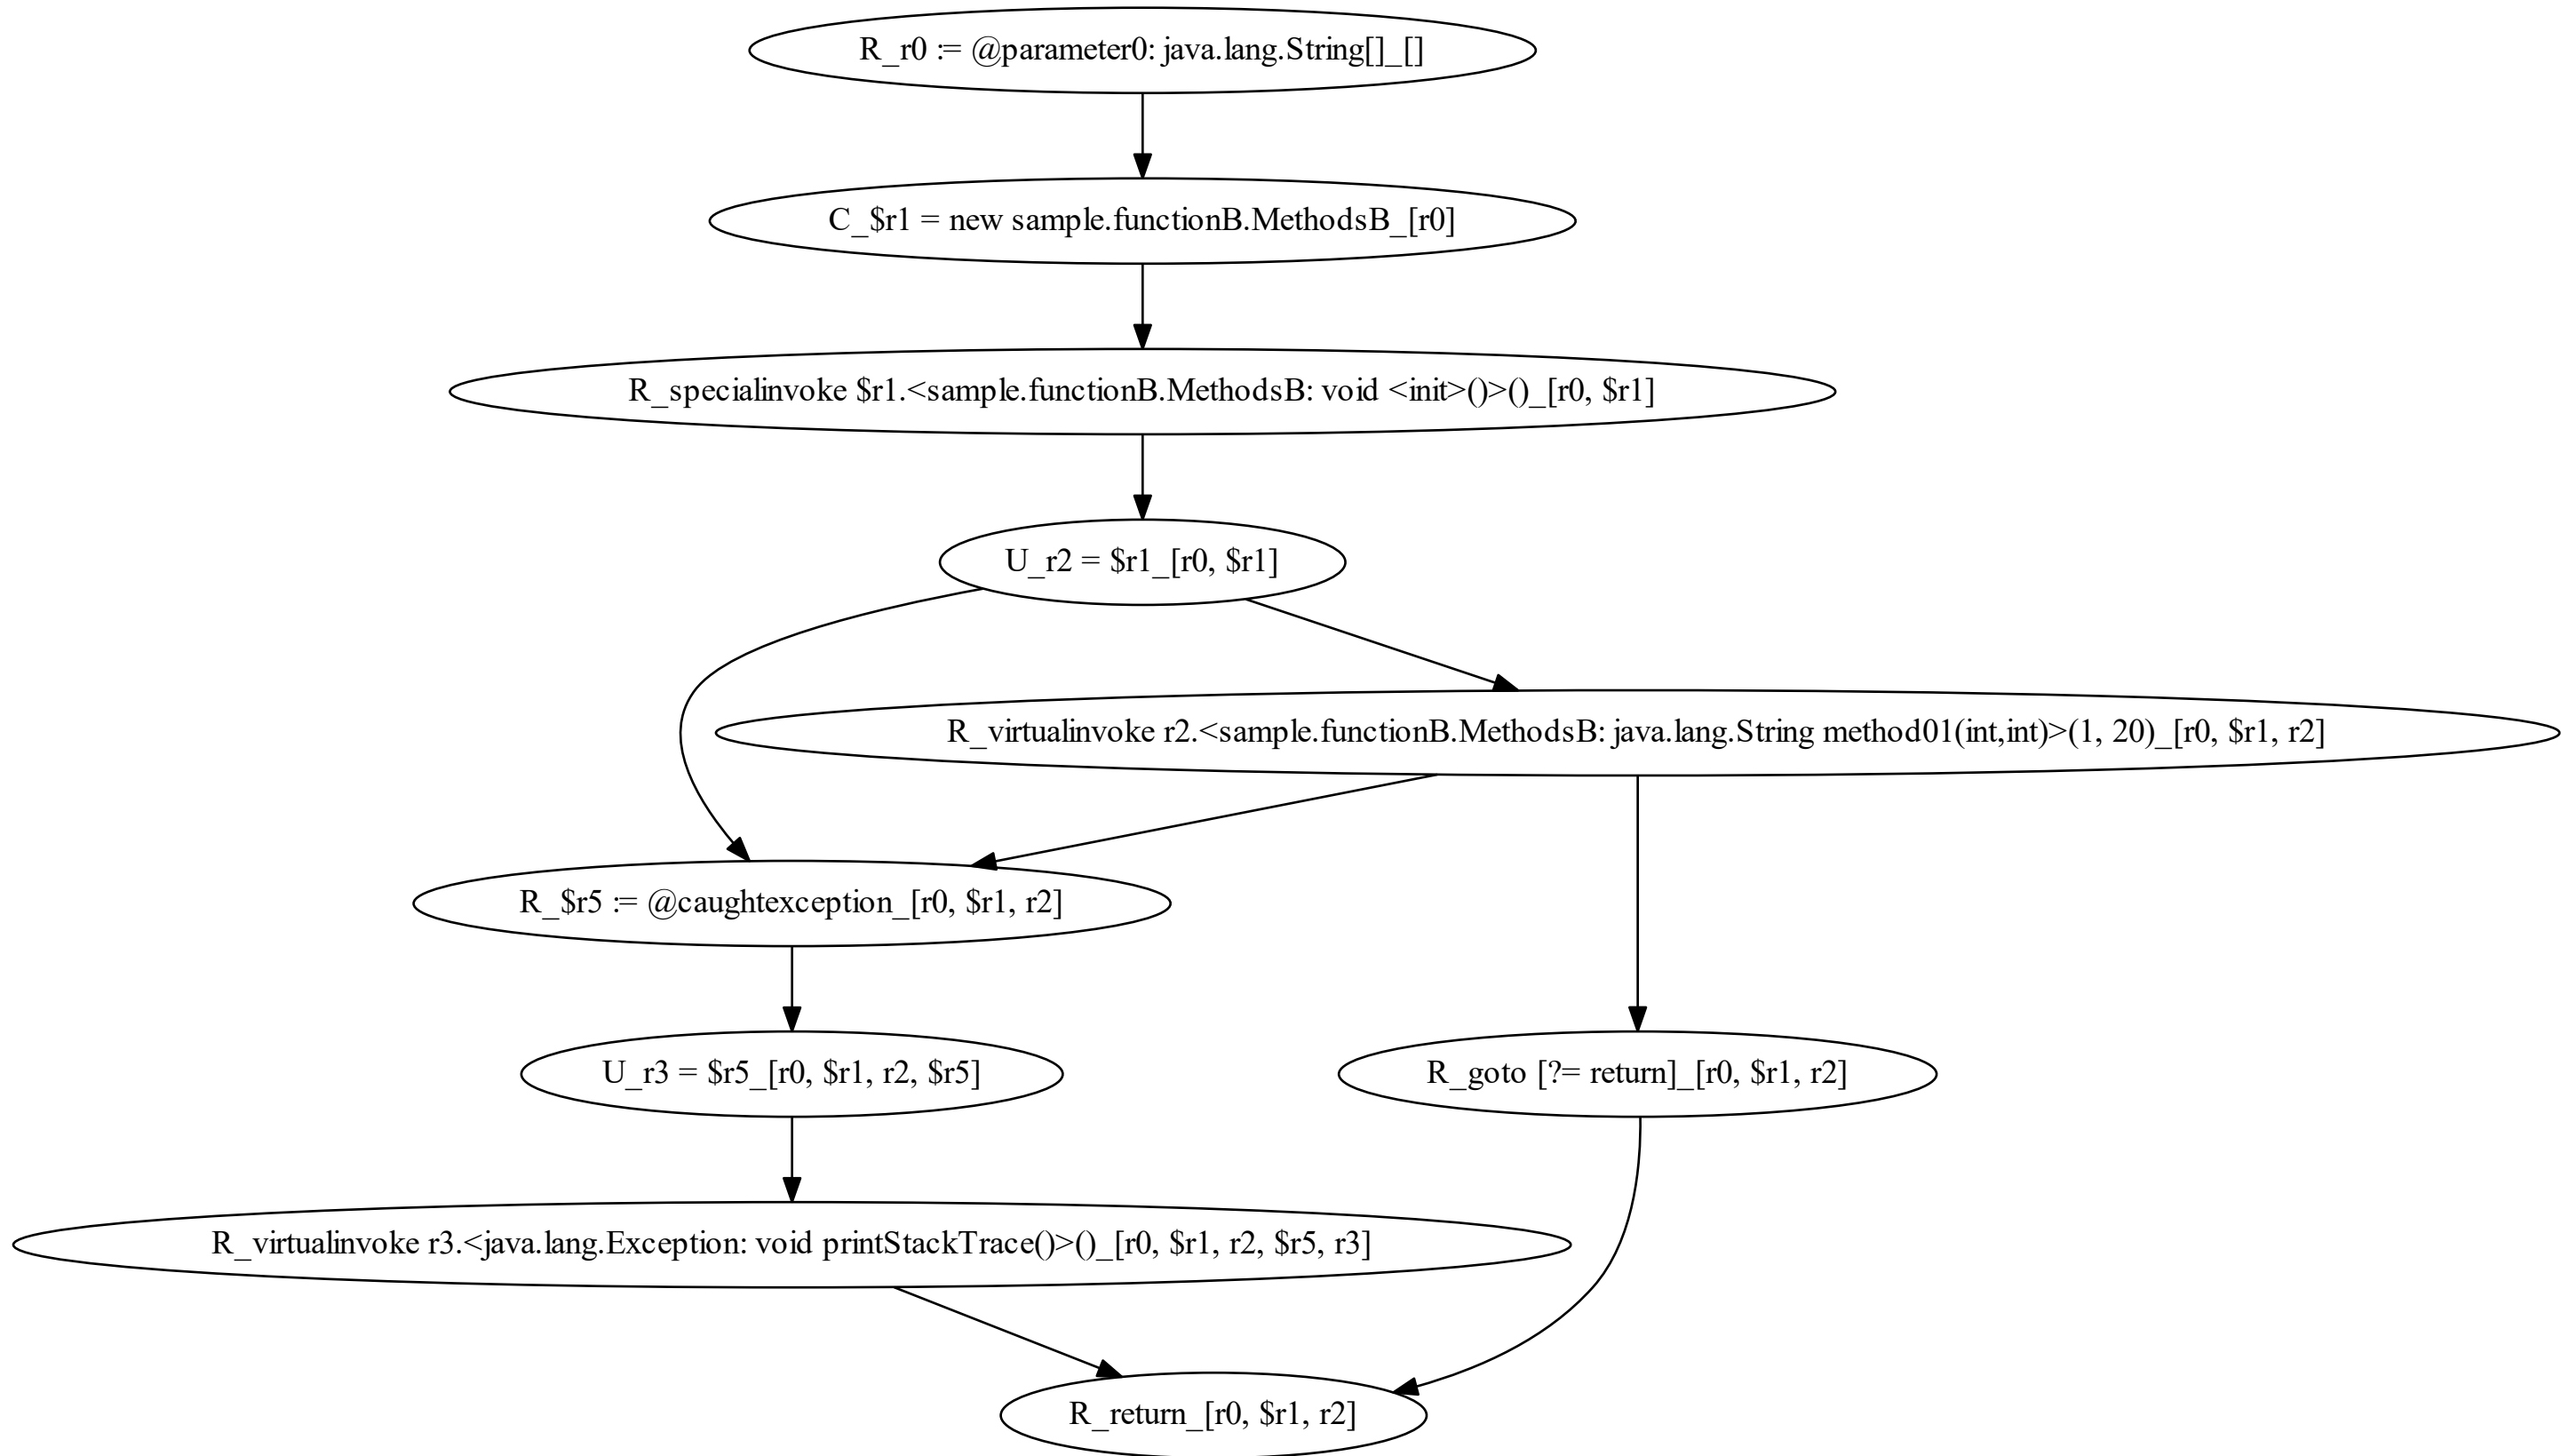 R_r0 := @parameter0: java.lang.String[]_[]
C_$r1 = new sample.functionB.MethodsB_[r0]
R_specialinvoke $r1.<sample.functionB.MethodsB: void <init>()>()_[r0, $r1]
U_r2 = $r1_[r0, $r1]
R_virtualinvoke r2.<sample.functionB.MethodsB: java.lang.String method01(int,int)>(1, 20)_[r0, $r1, r2]
R_$r5 := @caughtexception_[r0, $r1, r2]
U_r3 = $r5_[r0, $r1, r2, $r5]
R_goto [?= return]_[r0, $r1, r2]
R_virtualinvoke r3.<java.lang.Exception: void printStackTrace()>()_[r0, $r1, r2, $r5, r3]
R_return_[r0, $r1, r2]